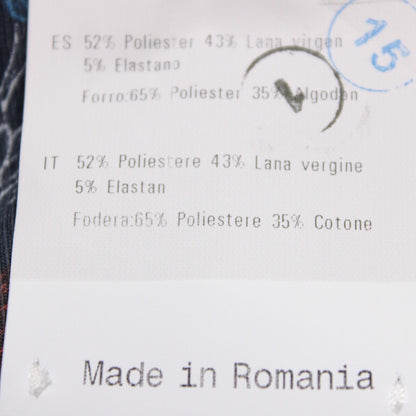 ES 52% Poliester 43% Lana virgen
5% Elastano
Forro:65% Poliester 35% Algodon
15
IT 52% Poliestere 43% Lana vergine
5% Elastan
Fodera:65% Poliestere 35% Cotone
Made in Romania